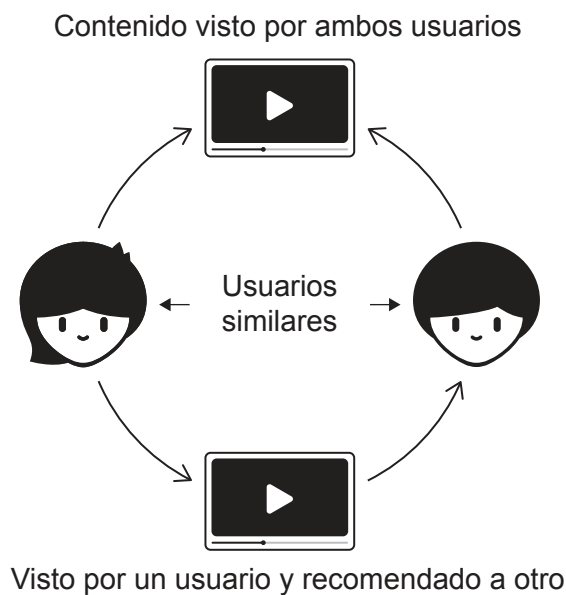 Contenido visto por ambos usuarios
Usuarios
similares
Visto por un usuario y recomendado a otro